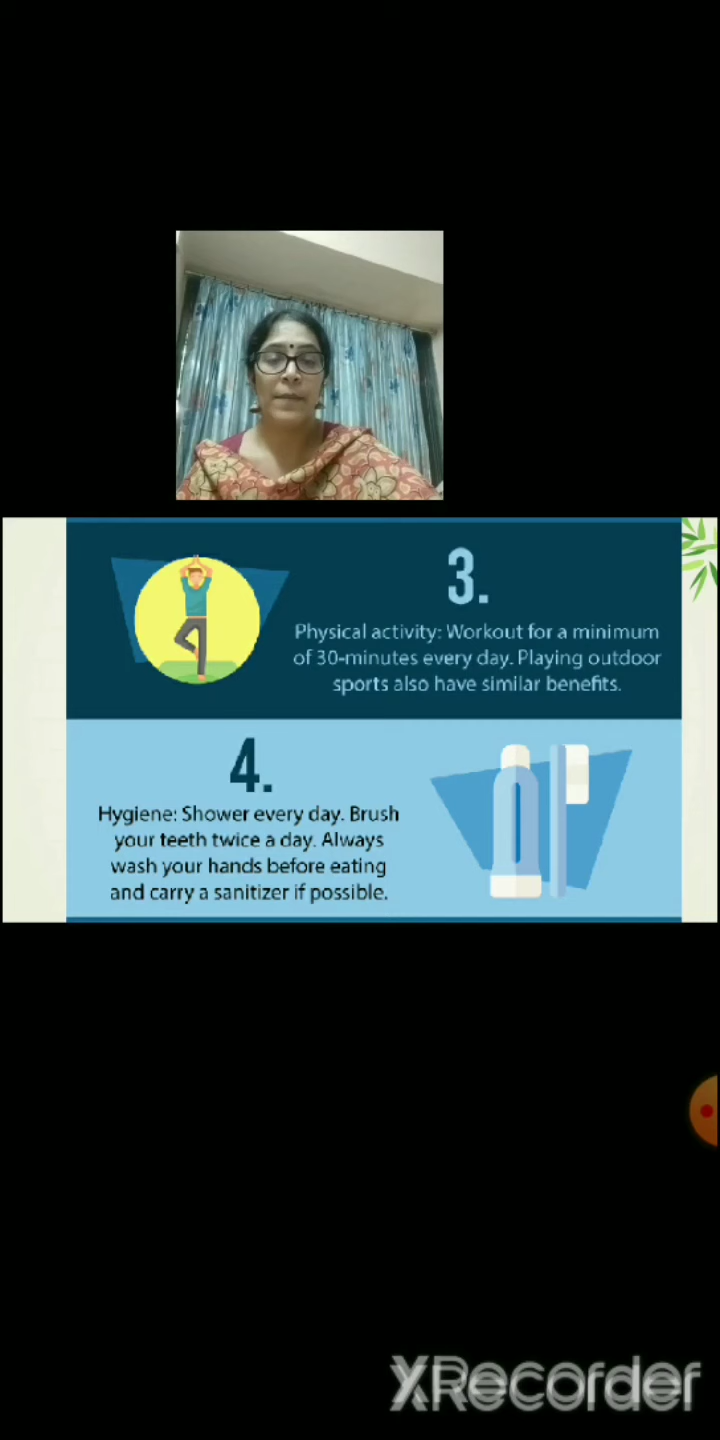 3.
Physical activity: Workout for a minimum
of 30-minutes every day. Playing outdoor
sports also have similar benefits.
4.
Hygiene: Shower every day. Brush
your teeth twice a day. Always
wash your hands before eating
and carry a sanitizer if possible.
XRecorder